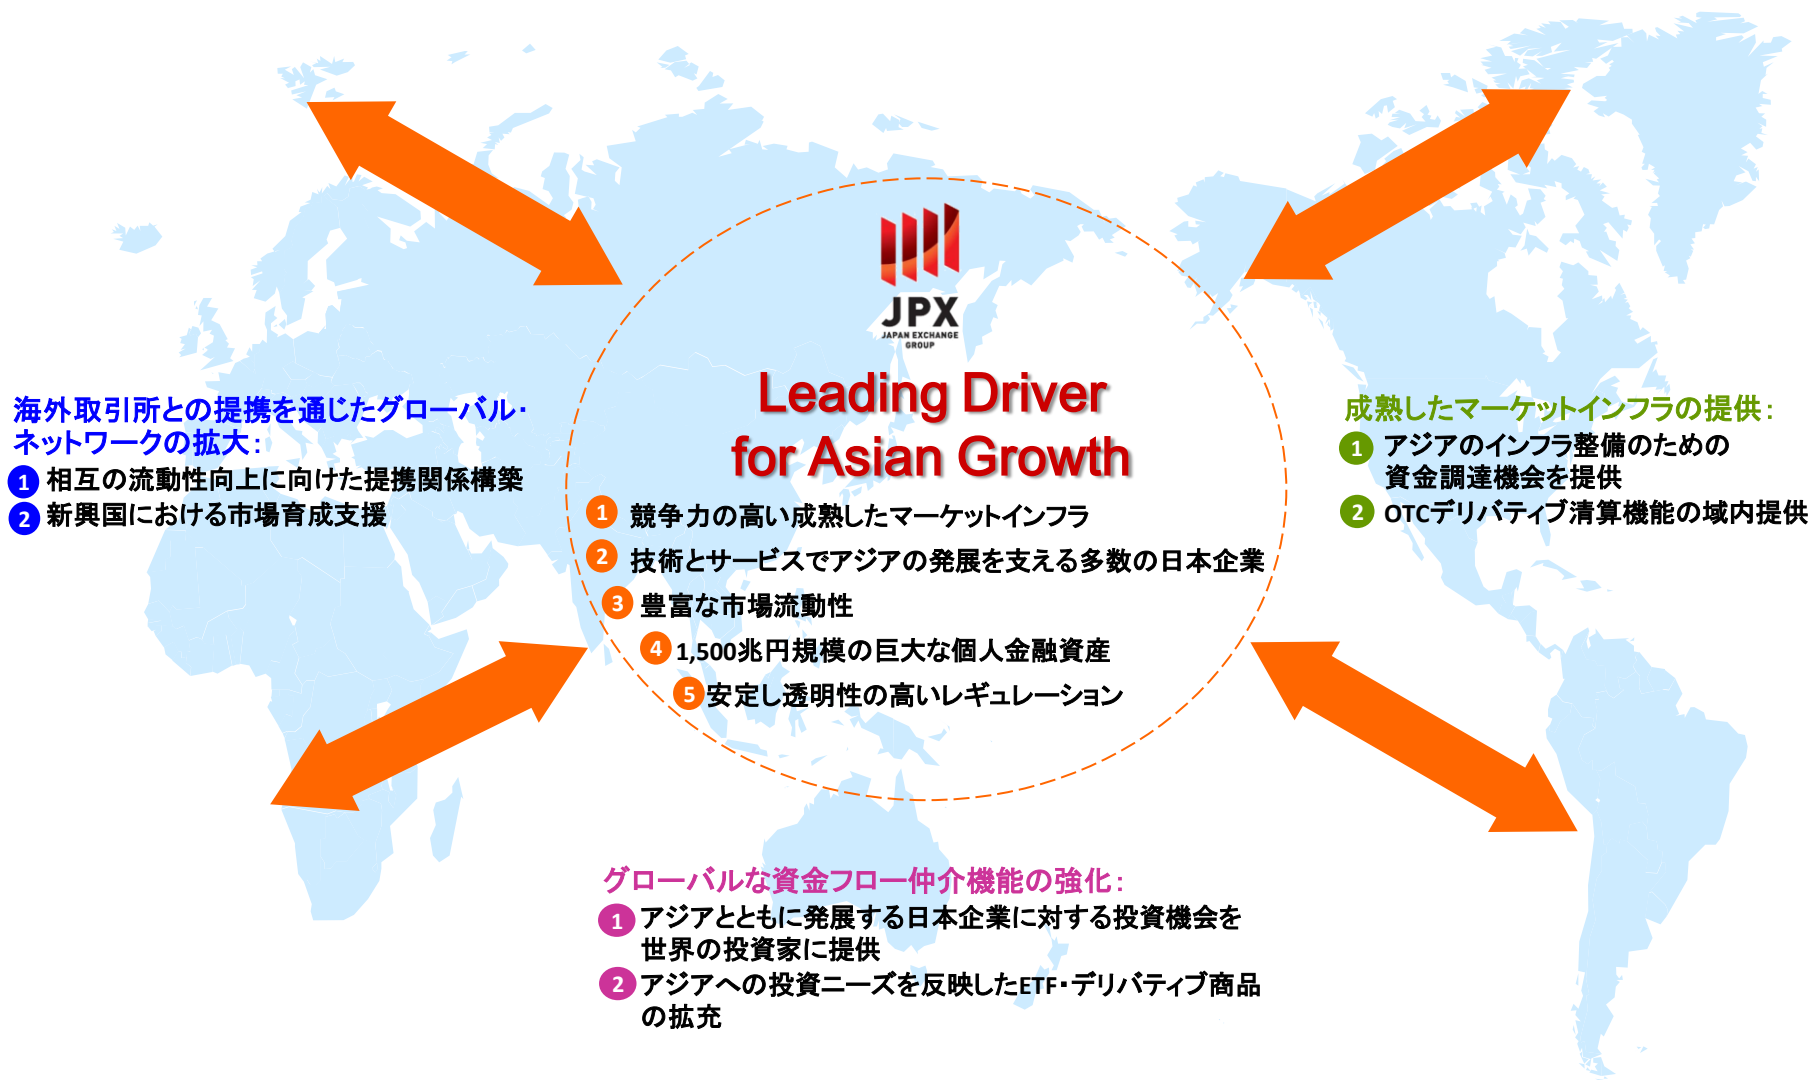 JPX
JAPAN EXCHANGE
GROUP
Leading Driver
for Asian Growth
1 競争力の高い成熟したマーケットインフラ
2 技術とサービスでアジアの発展を支える多数の日本企業
3 豊富な市場流動性
4 1,500兆円規模の巨大な個人金融資産
5 安定し透明性の高いレギュレーション
海外取引所との提携を通じたグローバル・
ネットワークの拡大：
1 相互の流動性向上に向けた提携関係構築
2 新興国における市場育成支援
成熟したマーケットインフラの提供：
1 アジアのインフラ整備のための
資金調達機会を提供
2 OTCデリバティブ清算機能の域内提供
グローバルな資金フロー仲介機能の強化：
1 アジアとともに発展する日本企業に対する投資機会を
世界の投資家に提供
2 アジアへの投資ニーズを反映したETF・デリバティブ商品
の拡充